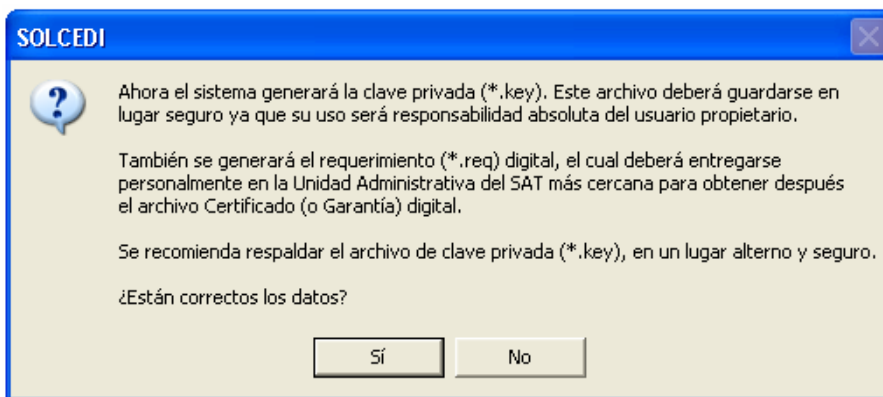 SOLCEDI
Ahora el sistema generará la clave privada (*.key). Este archivo deberá guardarse en
lugar seguro ya que su uso será responsabilidad absoluta del usuario propietario.
También se generará el requerimiento (*.req) digital, el cual deberá entregarse
personalmente en la Unidad Administrativa del SAT más cercana para obtener después
el archivo Certificado (o Garantía) digital.
Se recomienda respaldar el archivo de clave privada (*.key), en un lugar alterno y seguro.
¿Están correctos los datos?
Sí
No